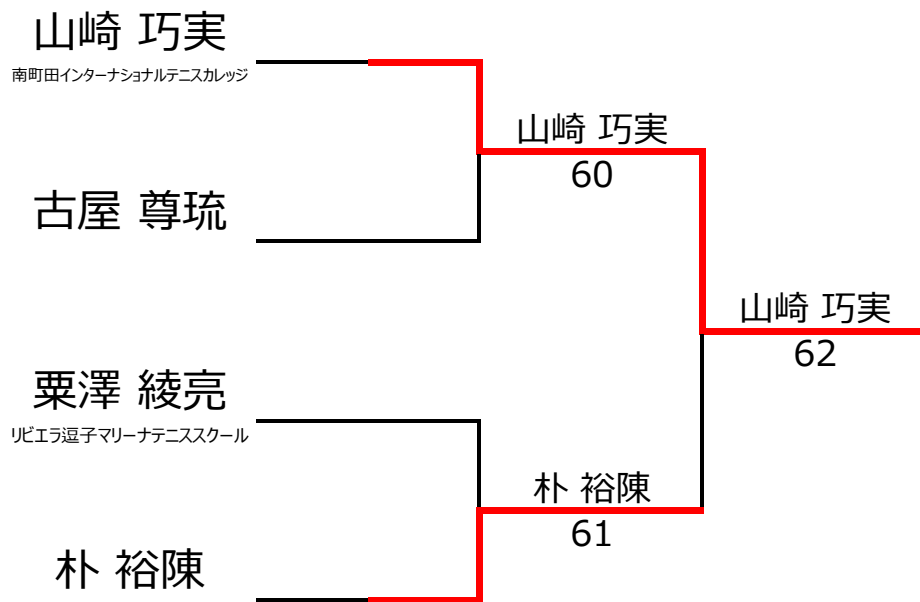 山崎 巧実
南町田インターナショナルテニスカレッジ
山崎 巧実
60
古屋 尊琉
山崎 巧実
62
粟澤 綾亮
リビエラ逗子マリーナテニススクール
朴 裕陳
61
朴 裕陳